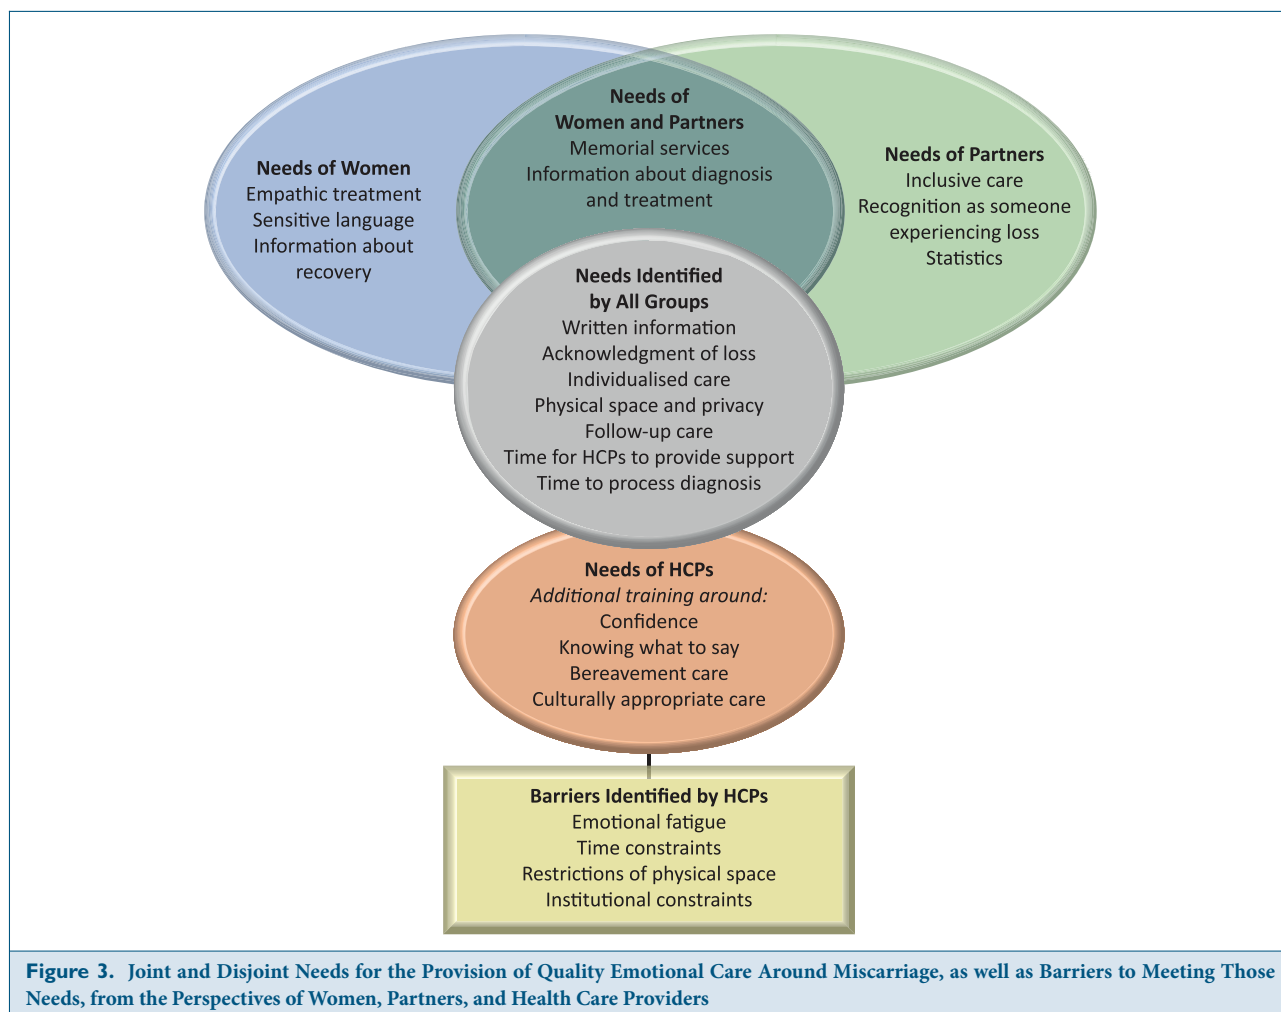 Needs of
Women and Partners
Memorial services
Information about diagnosis
and treatment
Needs of Women
Empathic treatment
Sensitive language
Information about
recovery
Needs of Partners
Inclusive care
Recognition as someone
experiencing loss
Statistics
Needs Identified
by All Groups
Written information
Acknowledgment of loss
Individualised care
Physical space and privacy
Follow-up care
Time for HCPs to provide support
Time to process diagnosis
Needs of HCPs
Additional training around:
Confidence
Knowing what to say
Bereavement care
Culturally appropriate care
Barriers Identified by HCPs
Emotional fatigue
Time constraints
Restrictions of physical space
Institutional constraints
Figure 3. Joint and Disjoint Needs for the Provision of Quality Emotional Care Around Miscarriage, as well as Barriers to Meeting Those
Needs, from the Perspectives of Women, Partners, and Health Care Providers